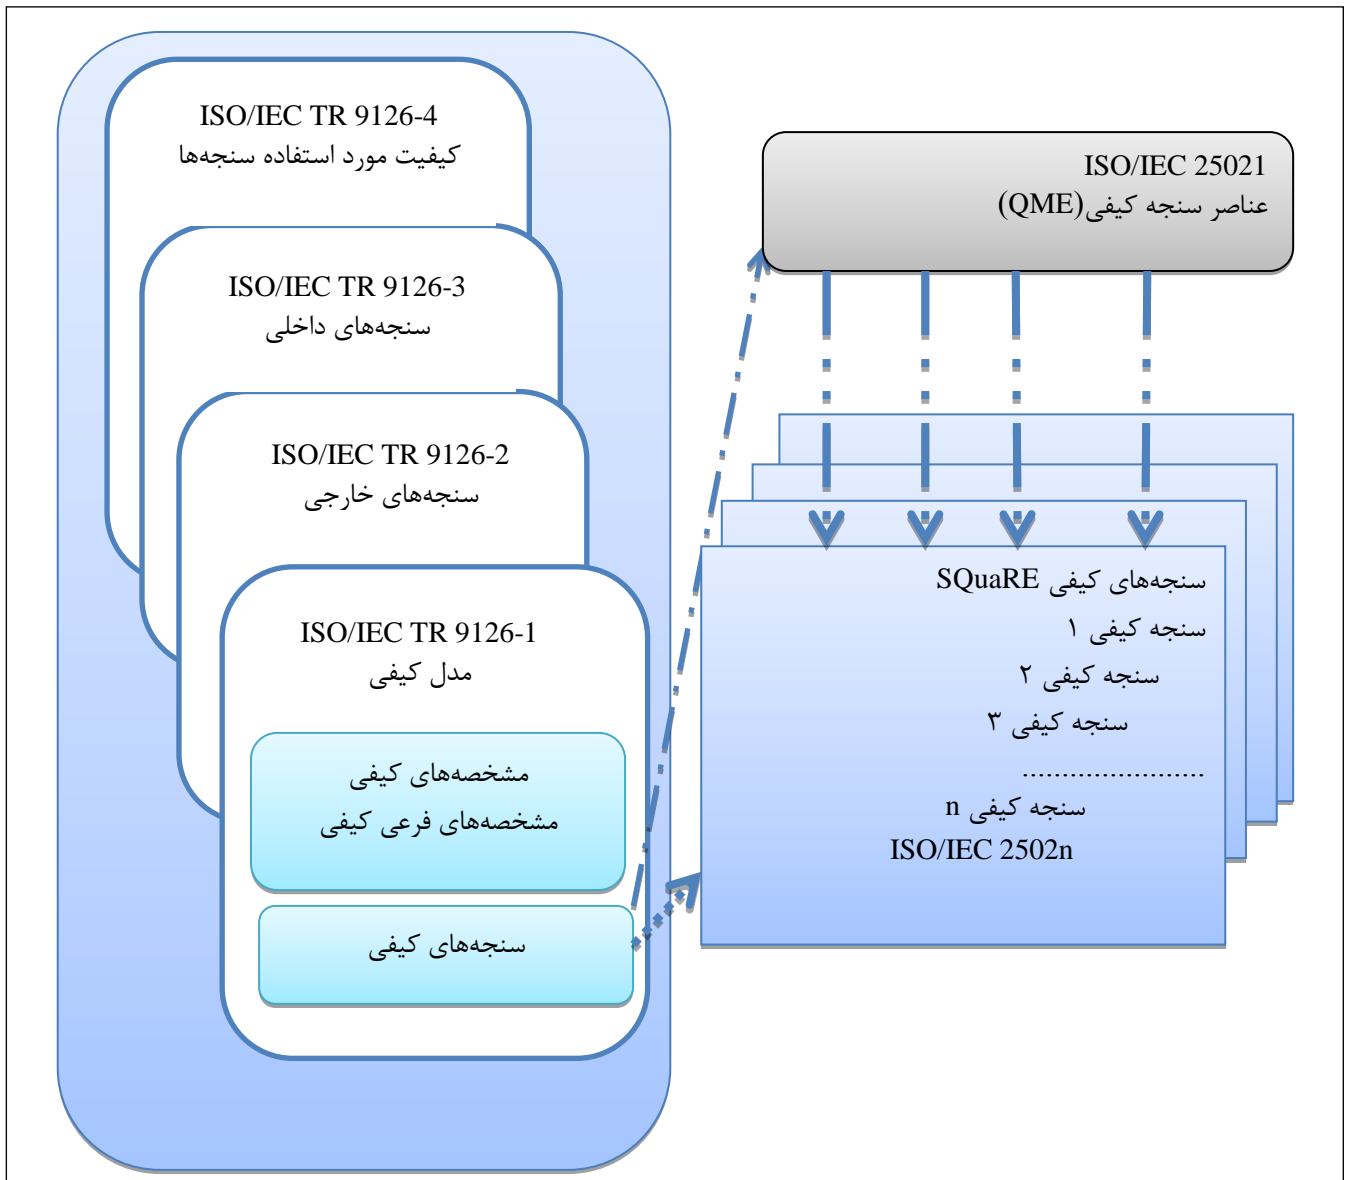 ISO/IEC TR 9126-4
کیفیت مورد استفاده سنجه‌ها
ISO/IEC TR 9126-3
سنجه‌های داخلی
ISO/IEC TR 9126-2
سنجه‌های خارجی
ISO/IEC TR 9126-1
مدل کیفی
مشخصه‌های کیفی
مشخصه‌های فرعی کیفی
سنجه‌های کیفی
ISO/IEC 25021
عناصر سنجه کیفی(QME)
سنجه‌های کیفی SQuaRE
سنجه کیفی ۱
سنجه کیفی ۲
سنجه کیفی ۳
.......................
سنجه کیفی n
ISO/IEC 2502n